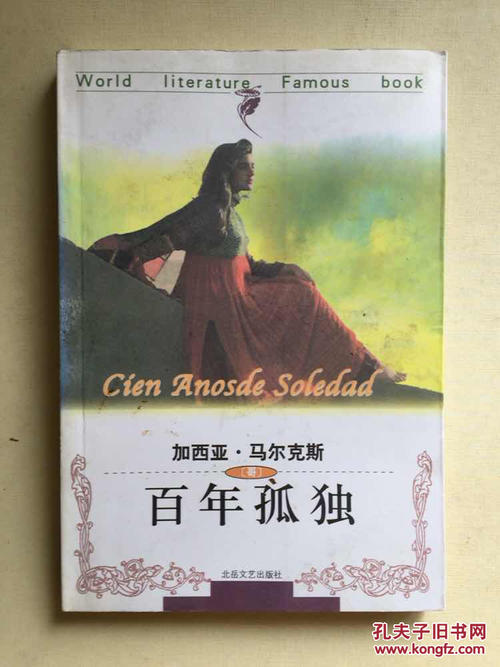 World literature Famous book
Cien Anosde Soledad
加西亚·马尔克斯
[哥]
百年孤独
北岳文艺出版社
孔夫子旧书网
www.kongfz.com